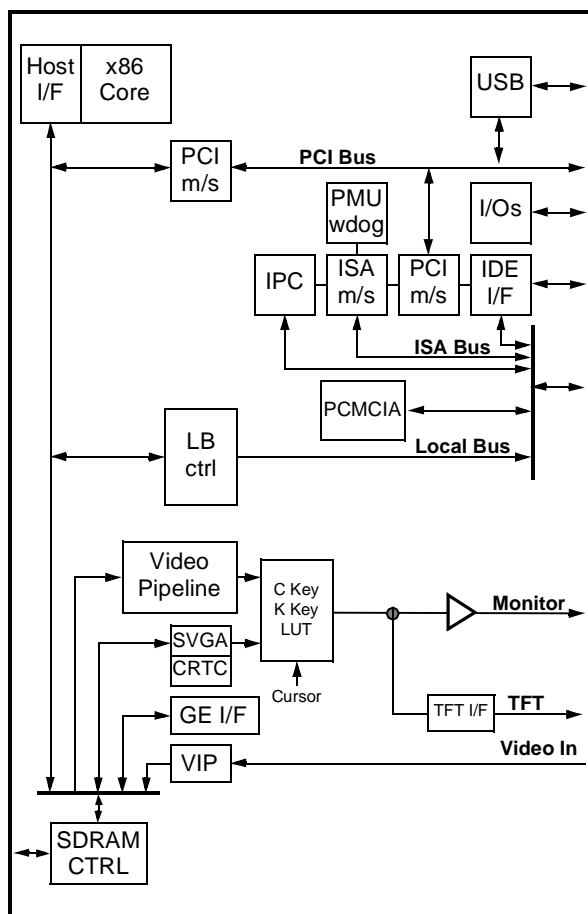 Host
I/F
x86
Core
USB
PCI
m/s
PCI Bus
PMU
wdog
I/Os
IPC
ISA
m/s
PCI
m/s
IDE
I/F
ISA Bus
PCMCIA
LB
ctrl
Local Bus
Video
Pipeline
C Key
K Key
LUT
Monitor
SVGA
CRTC
Cursor
TFT I/F
TFT
GE I/F
VIP
Video In
SDRAM
CTRL